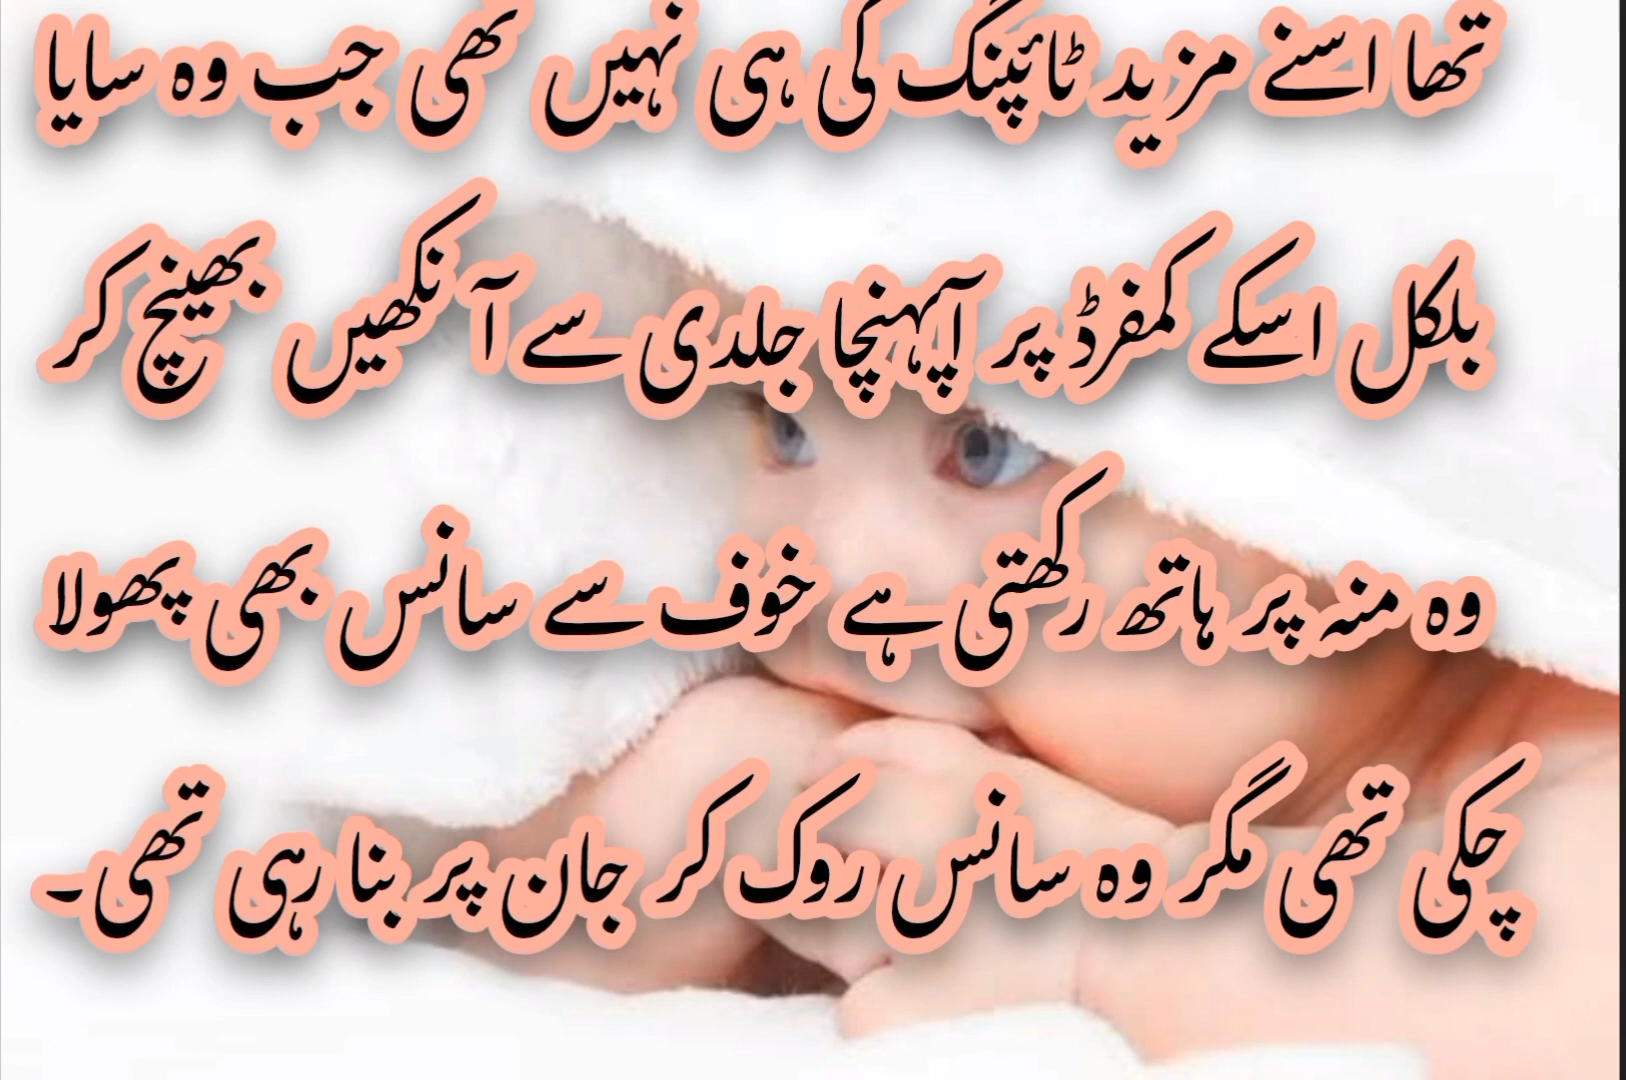 تھا اسنے مزید ٹائپنگ کی ہی نہیں تھی جب وہ سایا
بلکل اسکے کمفرڈ پر آپہنچا جلدی سے آنکھیں بھینچ کر
وہ منہ پر ہاتھ رکھتی ہے خوف سے سانس بھی پھولا
چکی تھی مگر وہ سانس روک کر جان پر بنا رہی تھی۔